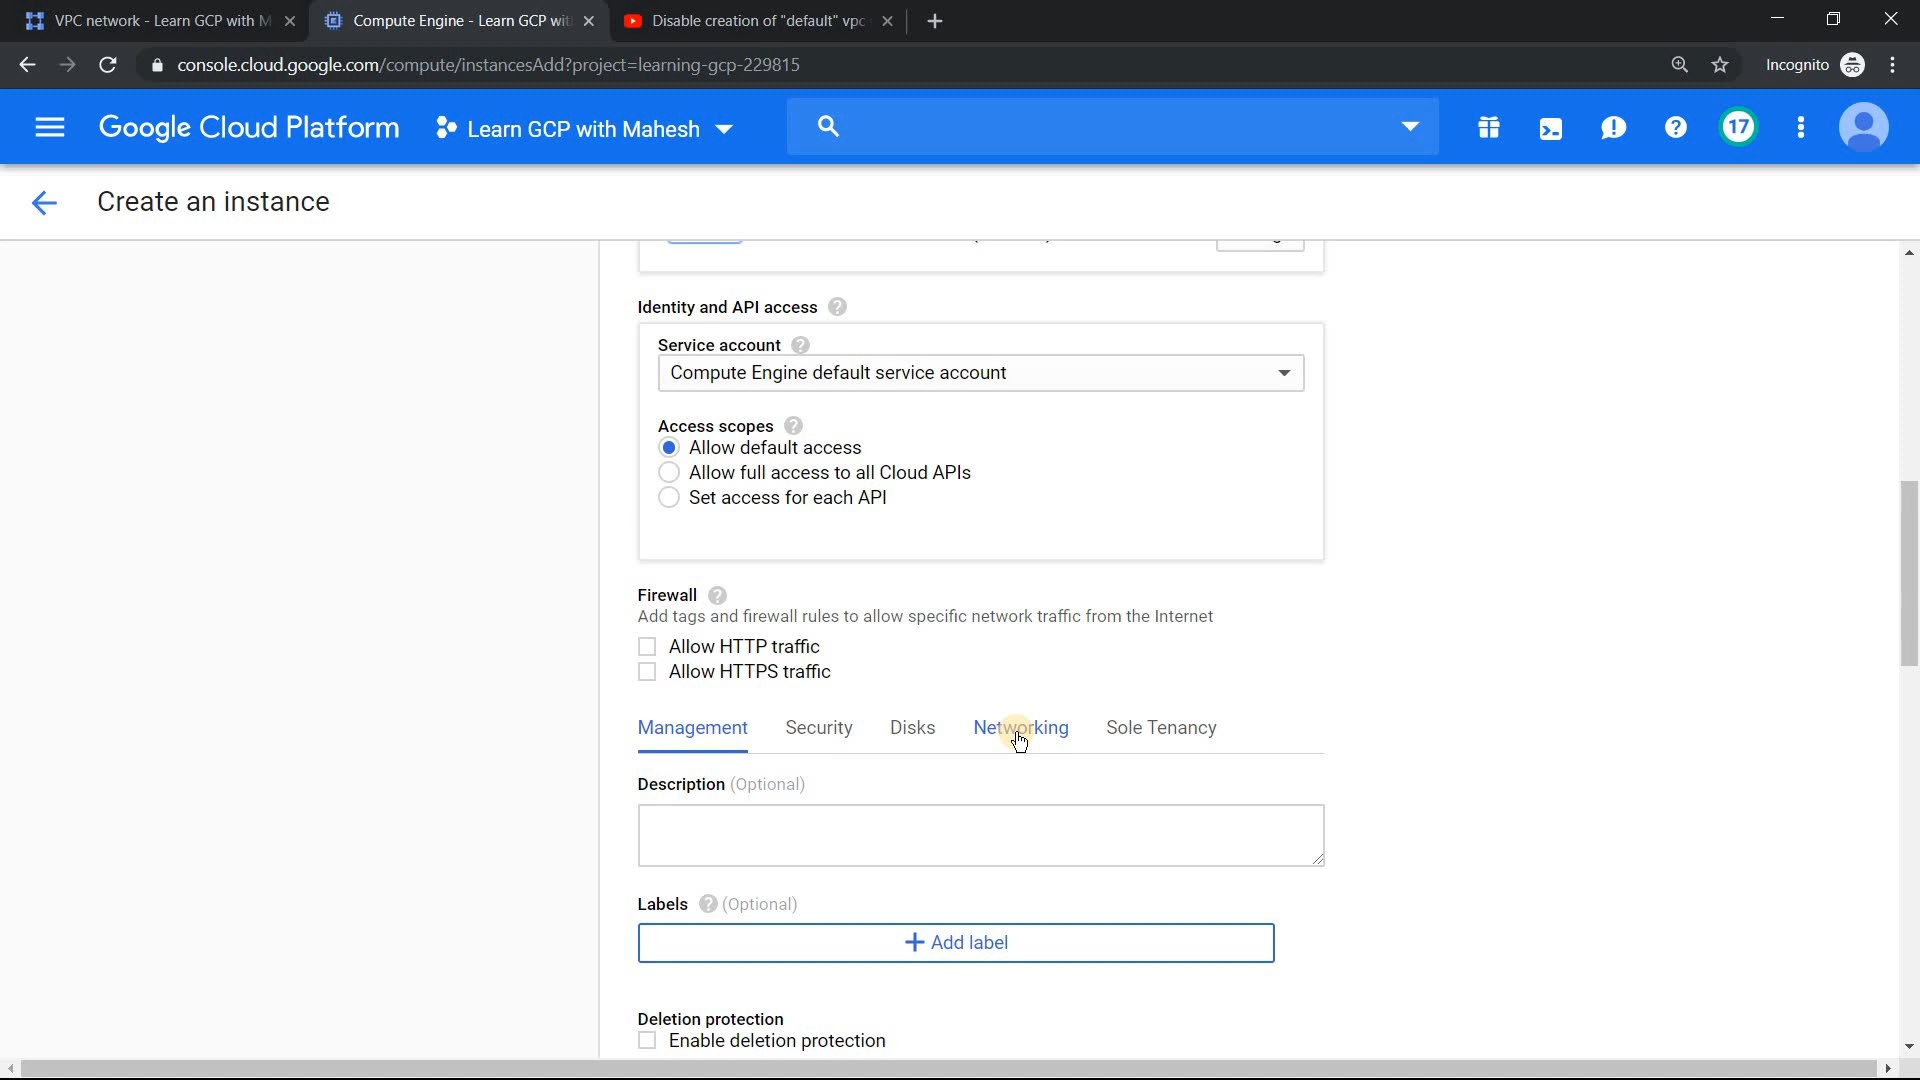 VPC network - Learn GCP with M
Compute Engine - Learn GCP wit
Disable creation of "default" vpc
console.cloud.google.com/compute/instancesAdd?project=learning-gcp-229815
Incognito
Google Cloud Platform
Learn GCP with Mahesh
17
Create an instance
Identity and API access
Service account
Compute Engine default service account
Access scopes
Allow default access
Allow full access to all Cloud APIs
Set access for each API
Firewall
Add tags and firewall rules to allow specific network traffic from the Internet
Allow HTTP traffic
Allow HTTPS traffic
Management Security Disks Networking Sole Tenancy
Description (Optional)
Labels ? (Optional)
+ Add label
Deletion protection
Enable deletion protection